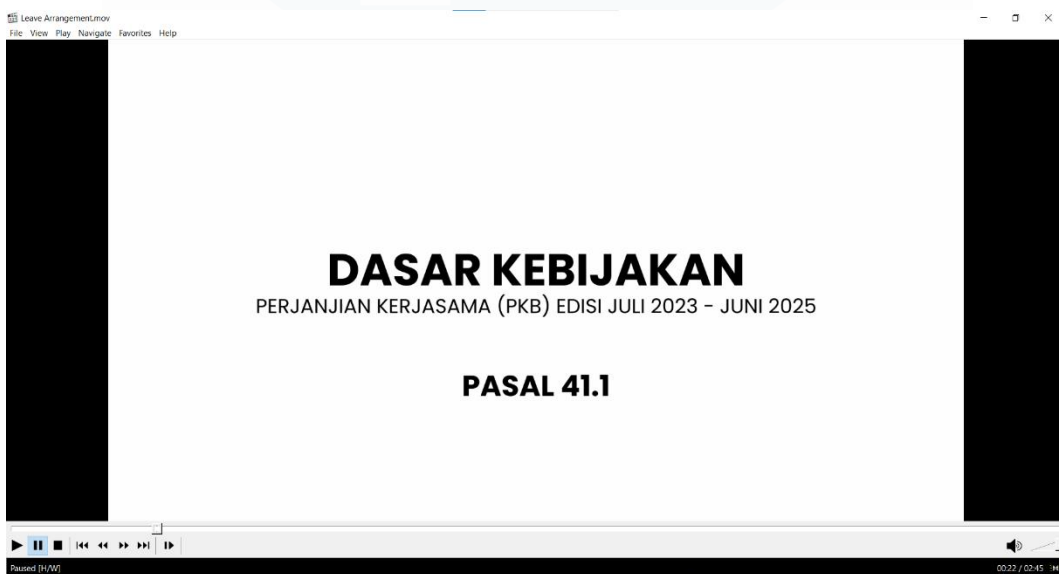 Leave Arrangement.mov
File View Play Navigate Favorites Help
DASAR KEBIJAKAN
PERJANJIAN KERJASAMA (PKB) EDISI JULI 2023 - JUNI 2025
PASAL 41.1
Paused [H/W]
00:22 / 02:45